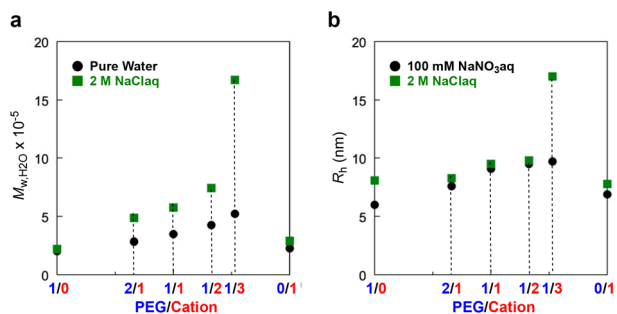 a
20
15
10
5
0
Mw,H2O x 10-5
Pure Water
2 M NaClaq
1/0
2/1
1/1
1/2
1/3
0/1
PEG/Cation
b
20
15
10
5
0
Rh (nm)
100 mM NaNO3aq
2 M NaClaq
1/0
2/1
1/1
1/2
1/3
0/1
PEG/Cation